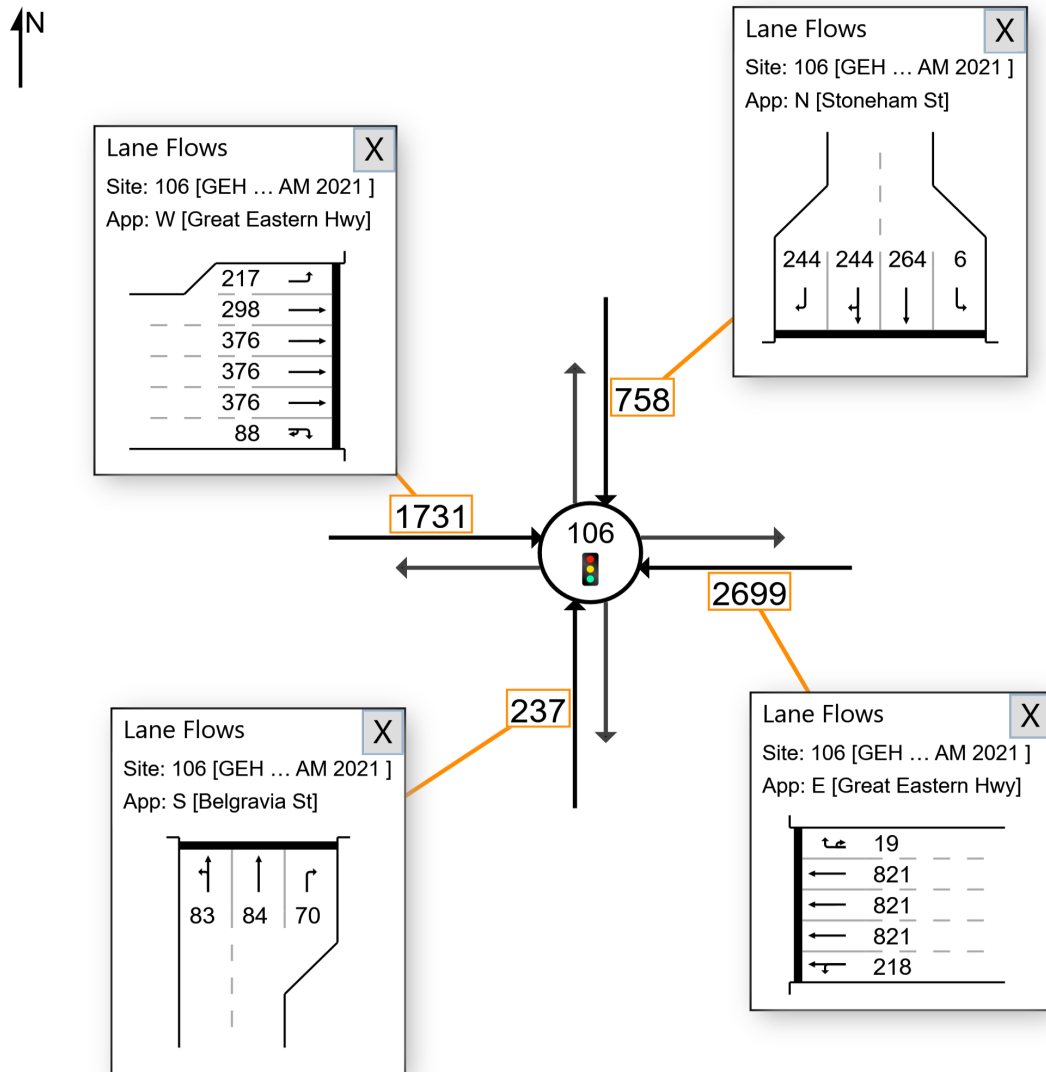 N
Lane Flows
X
Site: 106 [GEH ... AM 2021 ]
App: N [Stoneham St]
244 244 264 6
Lane Flows
X
Site: 106 [GEH ... AM 2021 ]
App: W [Great Eastern Hwy]
217
298
376
376
376
88
758
1731
106
2699
237
Lane Flows
X
Site: 106 [GEH ... AM 2021 ]
App: S [Belgravia St]
83 84 70
Lane Flows
X
Site: 106 [GEH ... AM 2021 ]
App: E [Great Eastern Hwy]
19
821
821
821
218